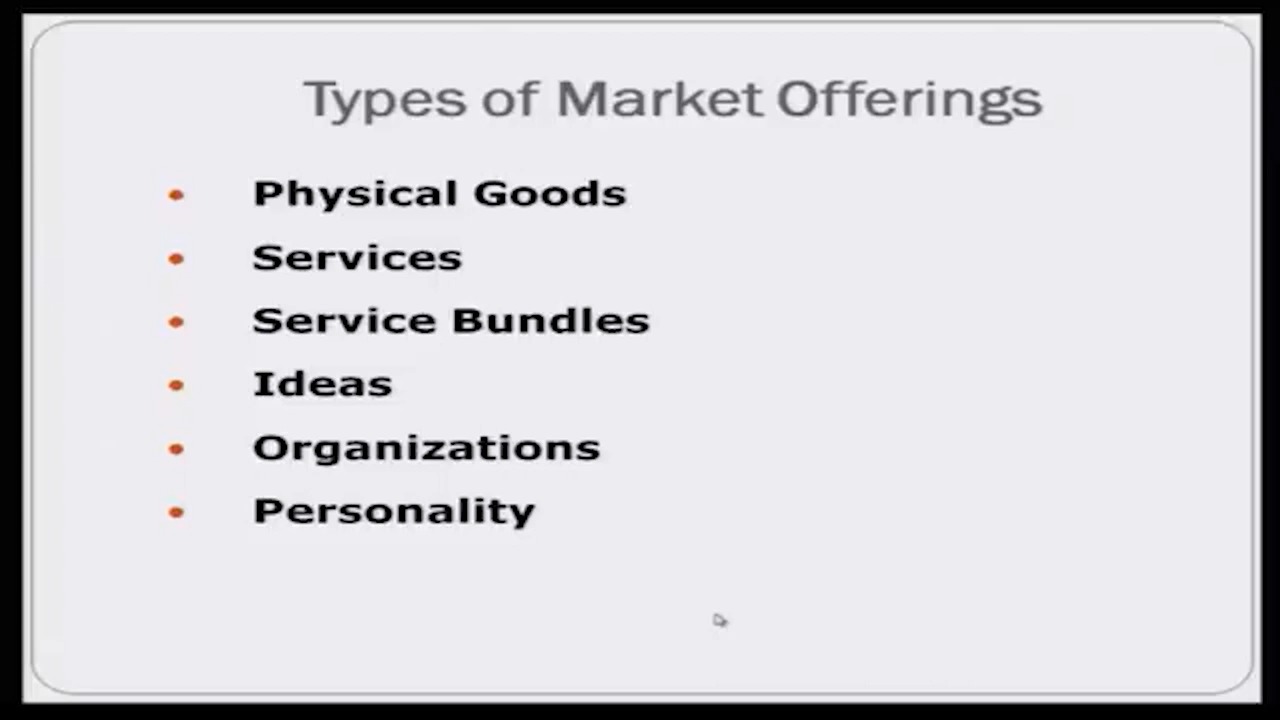 Types of Market Offerings
• Physical Goods
• Services
• Service Bundles
• Ideas
• Organizations
• Personality